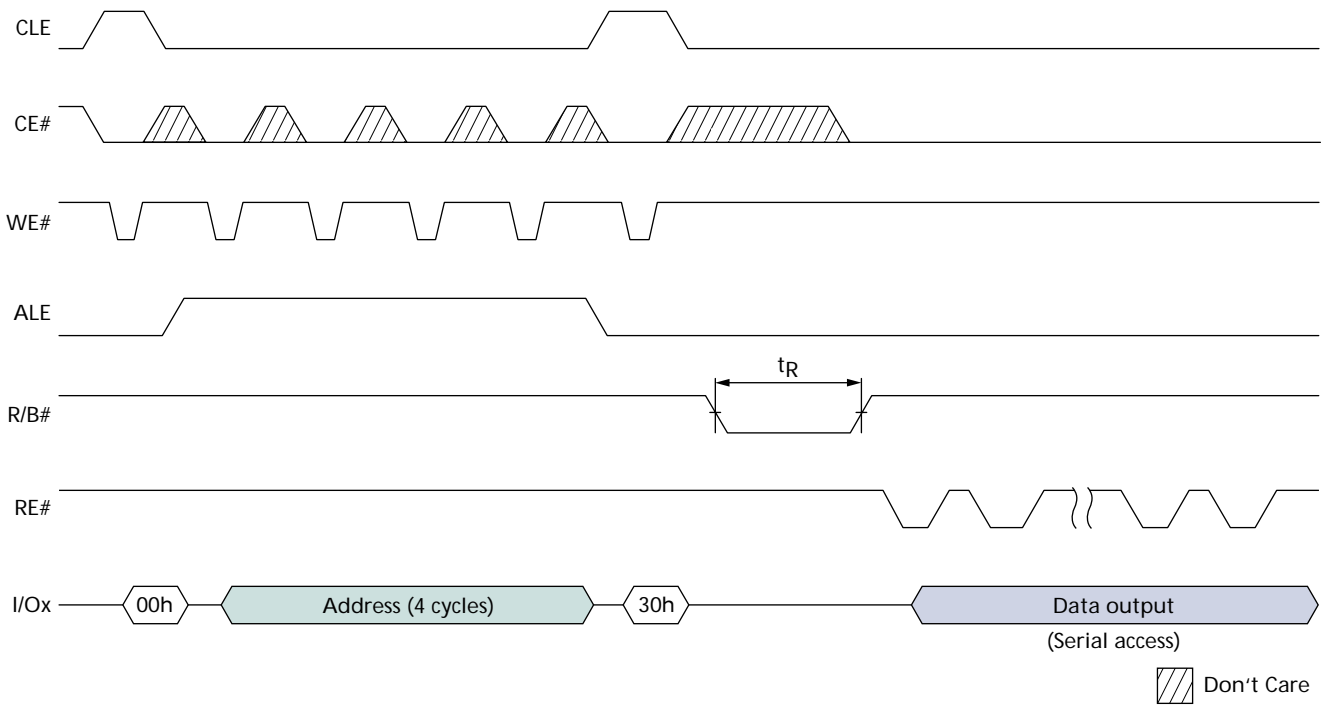 CLE
CE#
WE#
ALE
tR
R/B#
RE#
I/Ox
00h
Address (4 cycles)
30h
Data output
(Serial access)
Don't Care